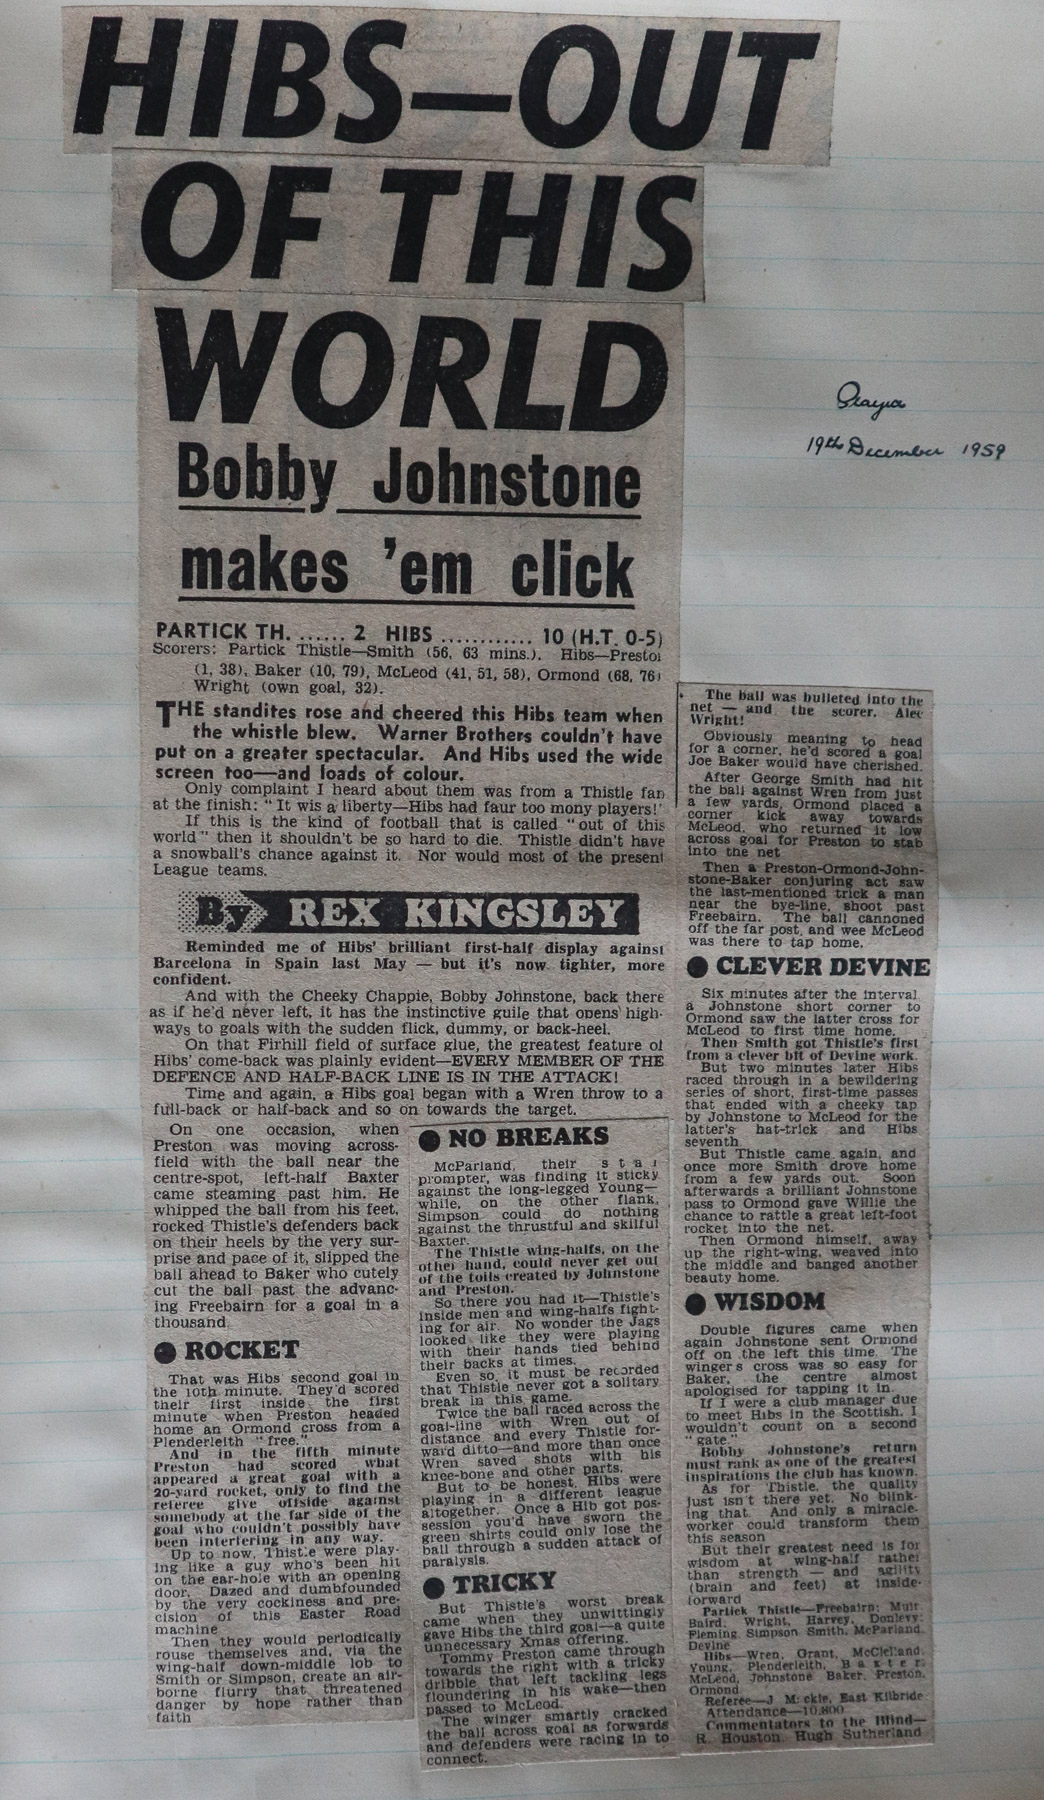 HIBS—OUT
OF THIS
WORLD
Bobby Johnstone
makes 'em click
PARTICK TH. ...... 2 HIBS ............ 10 (H.T. 0-5)
Scorers: Partick Thistle—Smith (56, 63 mins.). Hibs—Preston
(1, 38), Baker (10, 79), McLeod (41, 51, 58), Ormond (68, 76)
Wright (own goal, 32).
THE standites rose and cheered this Hibs team when
the whistle blew. Warner Brothers couldn't have
put on a greater spectacular. And Hibs used the wide
screen too—and loads of colour.
Only complaint I heard about them was from a Thistle fan
at the finish: "It wis a liberty—Hibs had faur too mony players!"
If this is the kind of football that is called "out of this
world" then it shouldn't be so hard to die. Thistle didn't have
a snowball's chance against it. Nor would most of the present
League teams.
By REX KINGSLEY
Reminded me of Hibs' brilliant first-half display against
Barcelona in Spain last May — but it's now tighter, more
confident.
And with the Cheeky Chappie, Bobby Johnstone, back there
as if he'd never left, it has the instinctive guile that opens high-
ways to goals with the sudden flick, dummy, or back-heel.
On that Firhill field of surface glue, the greatest feature of
Hibs' come-back was plainly evident—EVERY MEMBER OF THE
DEFENCE AND HALF-BACK LINE IS IN THE ATTACK!
Time and again, a Hibs goal began with a Wren throw to a
full-back or half-back and so on towards the target.
On one occasion, when
Preston was moving across-
field with the ball near the
centre-spot, left-half Baxter
came steaming past him. He
whipped the ball from his feet,
rocked Thistle's defenders back
on their heels by the very sur-
prise and pace of it, slipped the
ball ahead to Baker who cutely
cut the ball past the advanc-
ing Freebairn for a goal in a
thousand
● ROCKET
That was Hibs' second goal in
the 10th minute. They'd scored
their first inside the first
minute when Preston headed
home an Ormond cross from a
Plenderleith "free."
And in the fifth minute
Preston had scored what
appeared a great goal with a
20-yard rocket, only to find the
referee give offside against
somebody at the far side of the
goal who couldn't possibly have
been interfering in any way.
Up to now, Thistle were play-
ing like a guy who's been hit
on the ear-hole with an opening
door. Dazed and dumbfounded
by the very cockiness and pre-
cision of this Easter Road
machine
Then they would periodically
rouse themselves and, via the
wing-half down-middle lob to
Smith or Simpson, create an air-
borne flurry that threatened
danger by hope rather than
faith
● NO BREAKS
McParland, their star
prompter, was finding it sticky
against the long-legged Young—
while, on the other flank,
Simpson could do nothing
against the thrustful and skilful
Baxter.
The Thistle wing-halfs, on the
other hand, could never get out
of the toils created by Johnstone
and Preston.
So there you had it—Thistle's
inside men and wing-halfs fight-
ing for air. No wonder the Jags
looked like they were playing
with their hands tied behind
their backs at times.
Even so, it must be recorded
that Thistle never got a solitary
break in this game.
Twice the ball raced across the
goal-line with Wren out of
distance and every Thistle for-
ward ditto—and more than once
Wren saved shots with his
knee-bone and other parts.
But to be honest, Hibs were
playing in a different league
altogether. Once a Hib got pos-
session you'd have sworn the
green shirts could only lose the
ball through a sudden attack of
paralysis.
● TRICKY
But Thistle's worst break
came when they unwittingly
gave Hibs the third goal—a quite
unnecessary Xmas offering.
Tommy Preston came through
towards the right with a tricky
dribble that left tackling legs
floundering in his wake—then
passed to McLeod.
The winger smartly cracked
the ball across goal as forwards
and defenders were racing in to
connect.
The ball was bulleted into the
net — and the scorer. Alec
Wright!
Obviously meaning to head
for a corner, he'd scored a goal
Joe Baker would have cherished.
After George Smith had hit
the ball against Wren from just
a few yards, Ormond placed a
corner kick away towards
McLeod, who returned it low
across goal for Preston to stab
into the net
Then a Preston-Ormond-John-
stone-Baker conjuring act saw
the last-mentioned trick a man
near the bye-line, shoot past
Freebairn. The ball cannoned
off the far post, and wee McLeod
was there to tap home.
● CLEVER DEVINE
Six minutes after the interval
a Johnstone short corner to
Ormond saw the latter cross for
McLeod to first time home.
Then Smith got Thistle's first
from a clever bit of Devine work.
But two minutes later Hibs
raced through in a bewildering
series of short, first-time passes
that ended with a cheeky tap
by Johnstone to McLeod for the
latter's hat-trick and Hibs
seventh
But Thistle came again, and
once more Smith drove home
from a few yards out. Soon
afterwards a brilliant Johnstone
pass to Ormond gave Willie the
chance to rattle a great left-foot
rocket into the net.
Then Ormond himself, away
up the right-wing, weaved into
the middle and banged another
beauty home.
● WISDOM
Double figures came when
again Johnstone sent Ormond
off on the left this time. The
winger's cross was so easy for
Baker, the centre almost
apologised for tapping it in.
If I were a club manager due
to meet Hibs in the Scottish, I
wouldn't count on a second
"gate."
Bobby Johnstone's return
must rank as one of the greatest
inspirations the club has known.
As for Thistle, the quality
just isn't there yet. No blink-
ing that. And only a miracle-
worker could transform them
this season
But their greatest need is for
wisdom at wing-half rather
than strength — and agility
(brain and feet) at inside-
forward
Partick Thistle—Freebairn; Muir,
Baird, Wright, Harvey, Donlevy;
Fleming, Simpson Smith, McParland,
Devine
Hibs—Wren, Grant, McClelland,
Young, Plenderleith, Baxter;
McLeod, Johnstone Baker, Preston,
Ormond
Referee—J Mackie, East Kilbride
Attendance—10,800
Commentators to the Blind—
R. Houston Hugh Sutherland
19th December 1959